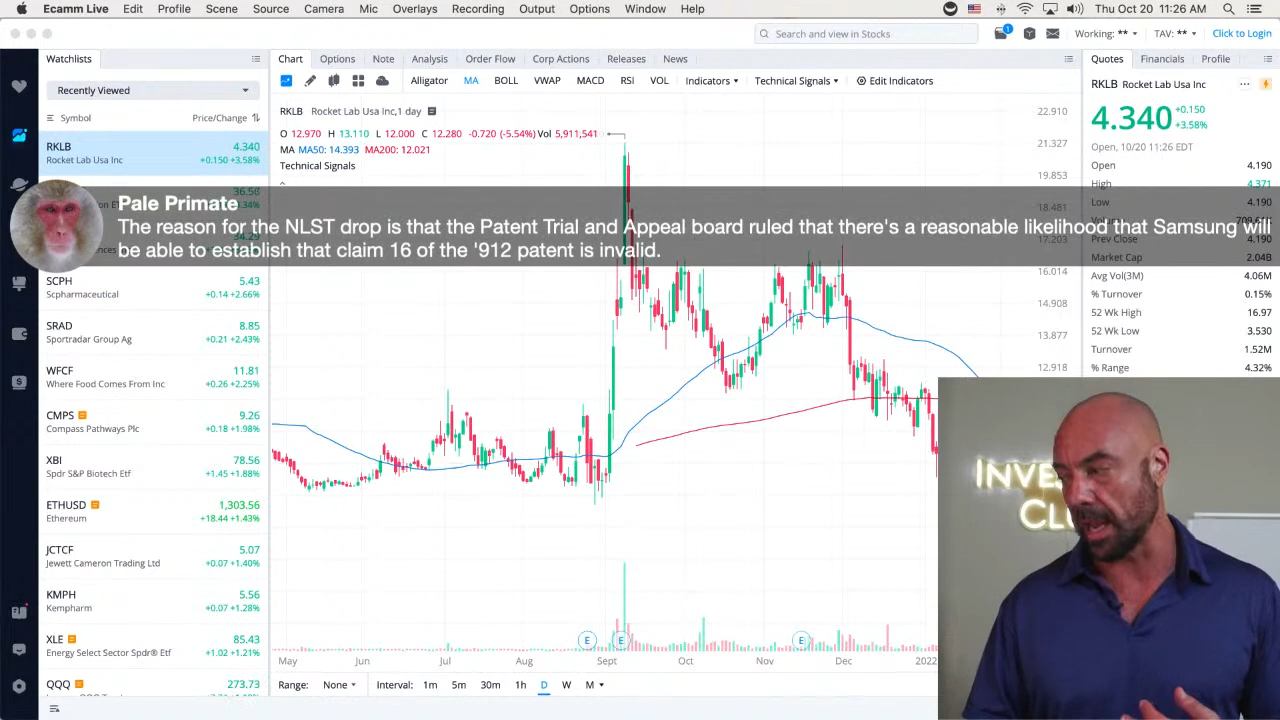 Ecamm Live Edit Profile Scene Source Camera Mic Overlays Recording Output Options Window Help Thu Oct 20 11:26 AM
Search and view in Stocks 1 Working: ** TAV: ** Click to Login
Watchlists
Recently Viewed
Symbol Price/Change
RKLB 4.340
Rocket Lab Usa Inc +0.150 +3.58%
SCPH 5.43
Scpharmaceutical +0.14 +2.66%
SRAD 8.85
Sportradar Group Ag +0.21 +2.43%
WFCF 11.81
Where Food Comes From Inc +0.26 +2.25%
CMPS 9.26
Compass Pathways Plc +0.18 +1.98%
XBI 78.56
Spdr S&P Biotech Etf +1.45 +1.88%
ETHUSD 1,303.56
Ethereum +18.44 +1.43%
JCTCF 5.07
Jewett Cameron Trading Ltd +0.07 +1.40%
KMPH 5.56
Kempharm +0.07 +1.28%
XLE 85.43
Energy Select Sector Spdr® Etf +1.02 +1.21%
QQQ 273.73
Chart Options Note Analysis Order Flow Corp Actions Releases News
Alligator MA BOLL VWAP MACD RSI VOL Indicators Technical Signals Edit Indicators
RKLB Rocket Lab Usa Inc,1 day
O 12.970 H 13.110 L 12.000 C 12.280 -0.720 (-5.54%) Vol 5,911,541
MA MA50: 14.393 MA200: 12.021
Technical Signals
Pale Primate
The reason for the NLST drop is that the Patent Trial and Appeal board ruled that there's a reasonable likelihood that Samsung will
be able to establish that claim 16 of the '912 patent is invalid.
22.910
21.327
19.853
18.481
17.203
16.014
14.908
13.877
12.918
E E E
May Jun Jul Aug Sept Oct Nov Dec 2022
Range: None Interval: 1m 5m 30m 1h D W M
Quotes Financials Profile
RKLB Rocket Lab Usa Inc
4.340 +0.150
+3.58%
Open, 10/20 11:26 EDT
Open 4.190
High 4.371
Low 4.190
Prev Close 4.190
Market Cap 2.04B
Avg Vol(3M) 4.06M
% Turnover 0.15%
52 Wk High 16.97
52 Wk Low 3.530
Turnover 1.52M
% Range 4.32%